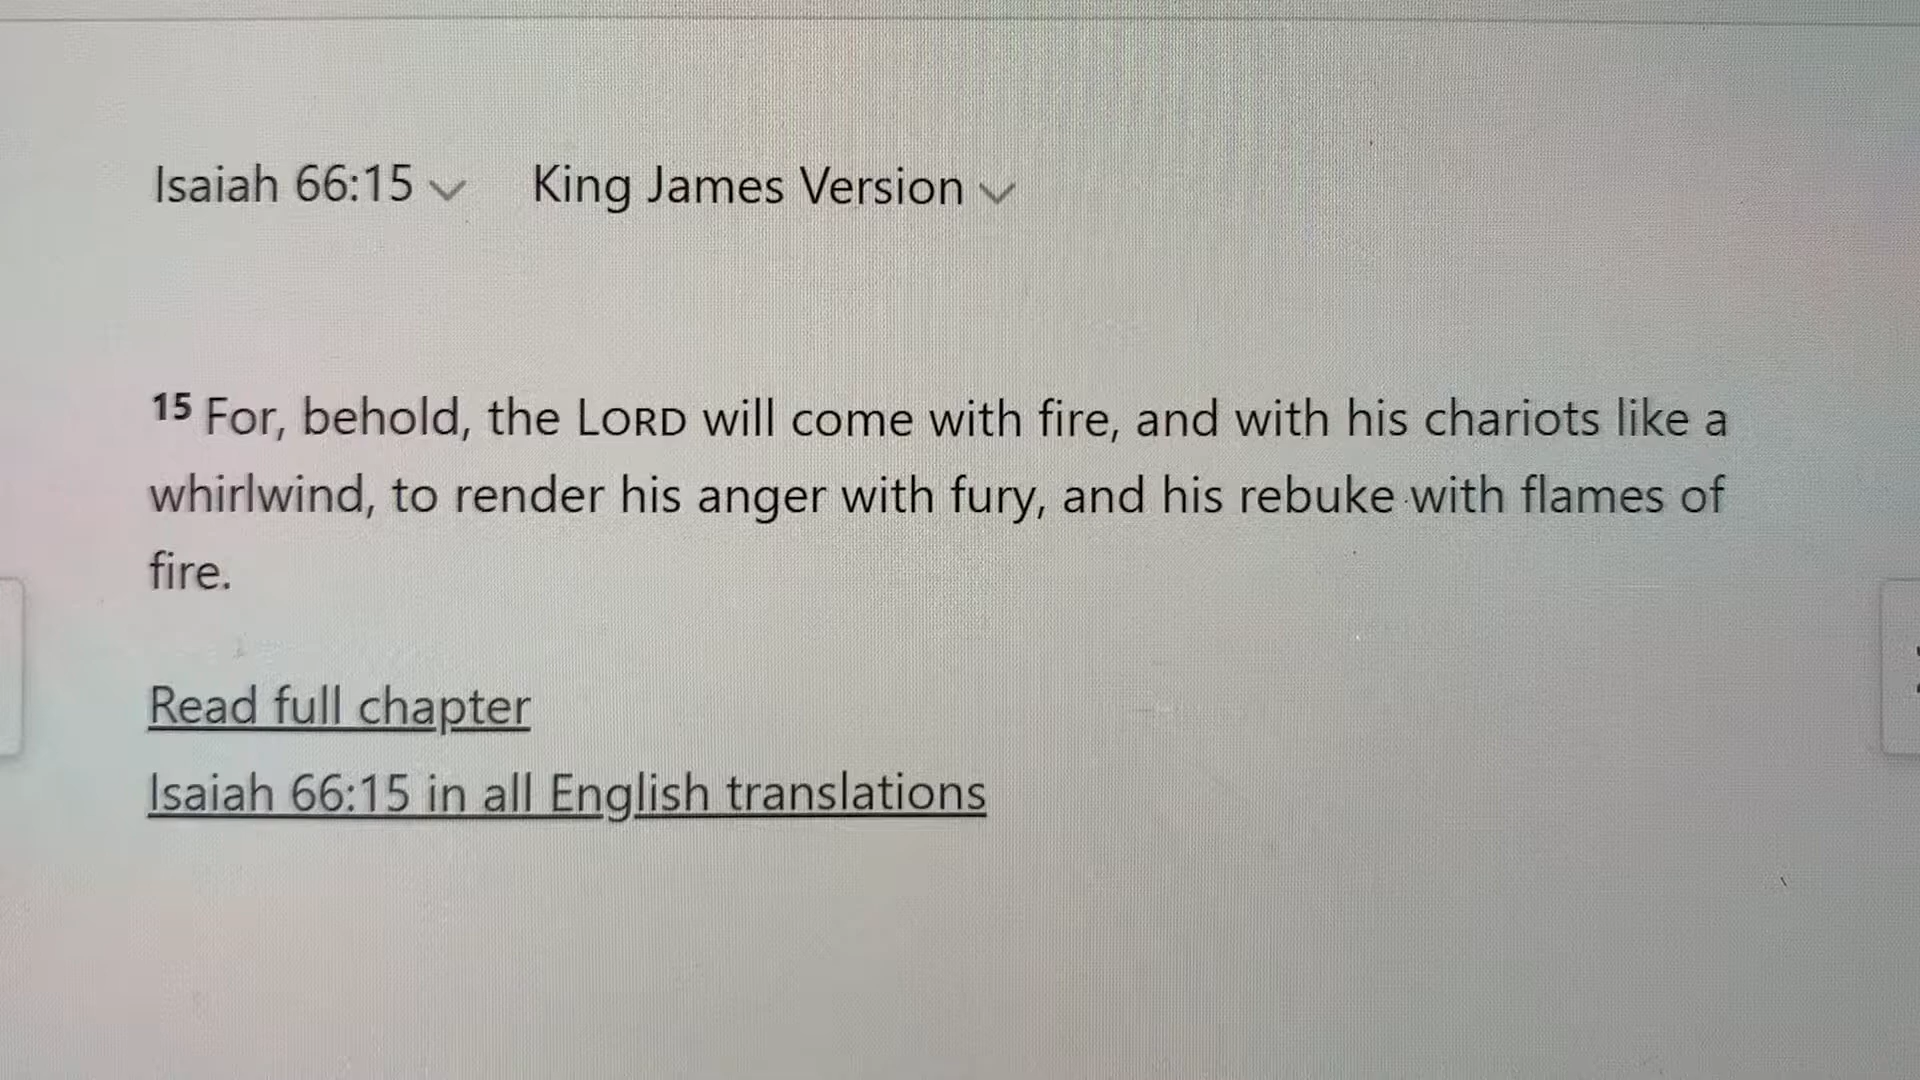 Isaiah 66:15 King James Version
15 For, behold, the LORD will come with fire, and with his chariots like a
whirlwind, to render his anger with fury, and his rebuke with flames of
fire.
Read full chapter
Isaiah 66:15 in all English translations